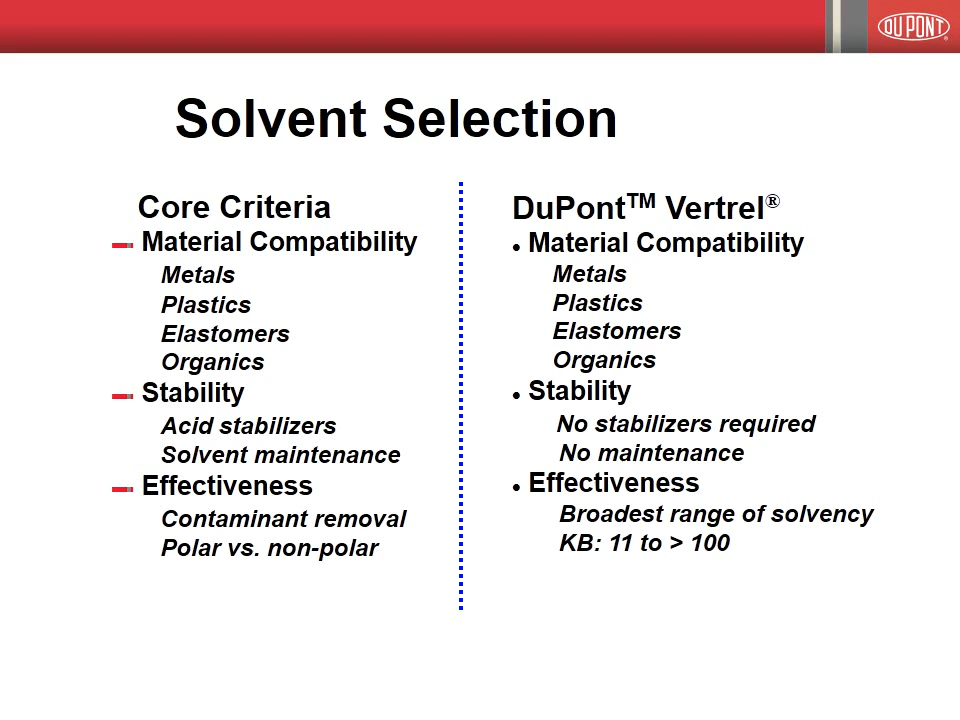 DU PONT®
Solvent Selection
Core Criteria
Material Compatibility
Metals
Plastics
Elastomers
Organics
Stability
Acid stabilizers
Solvent maintenance
Effectiveness
Contaminant removal
Polar vs. non-polar
DuPont™ Vertrel®
• Material Compatibility
Metals
Plastics
Elastomers
Organics
• Stability
No stabilizers required
No maintenance
• Effectiveness
Broadest range of solvency
KB: 11 to > 100